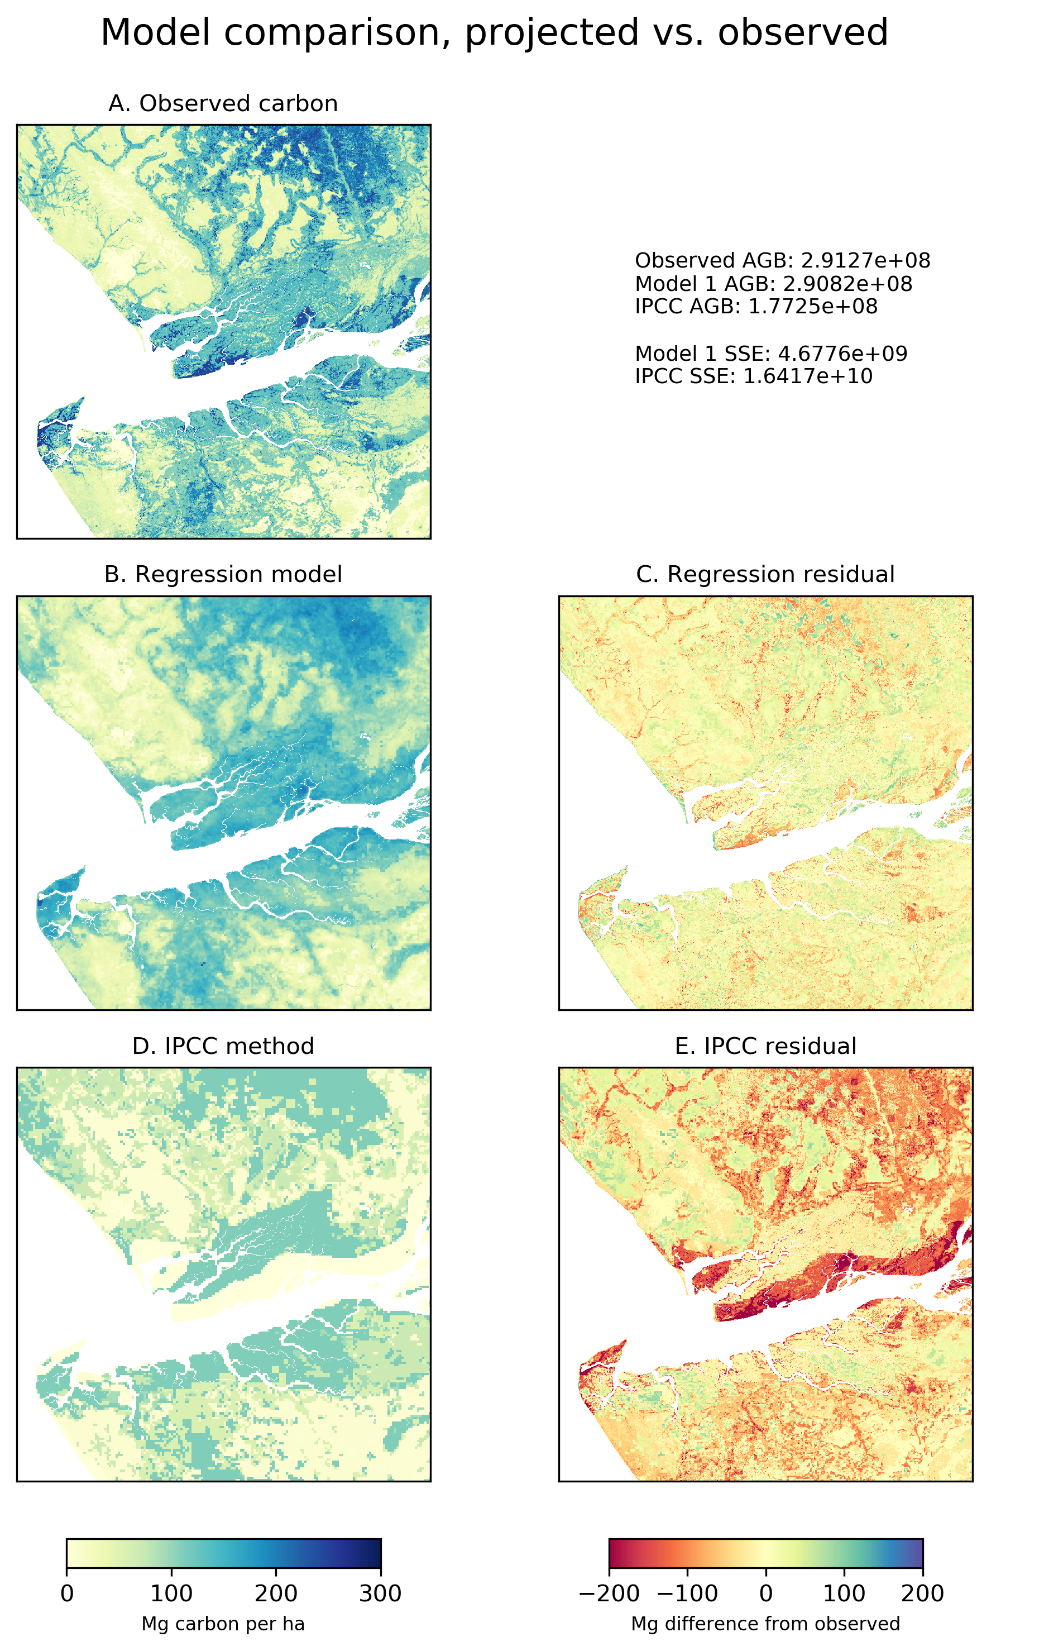 Model comparison, projected vs. observed
A. Observed carbon
Observed AGB: 2.9127e+08
Model 1 AGB: 2.9082e+08
IPCC AGB: 1.7725e+08
Model 1 SSE: 4.6776e+09
IPCC SSE: 1.6417e+10
B. Regression model
C. Regression residual
D. IPCC method
E. IPCC residual
0 100 200 300
Mg carbon per ha
−200 −100 0 100 200
Mg difference from observed